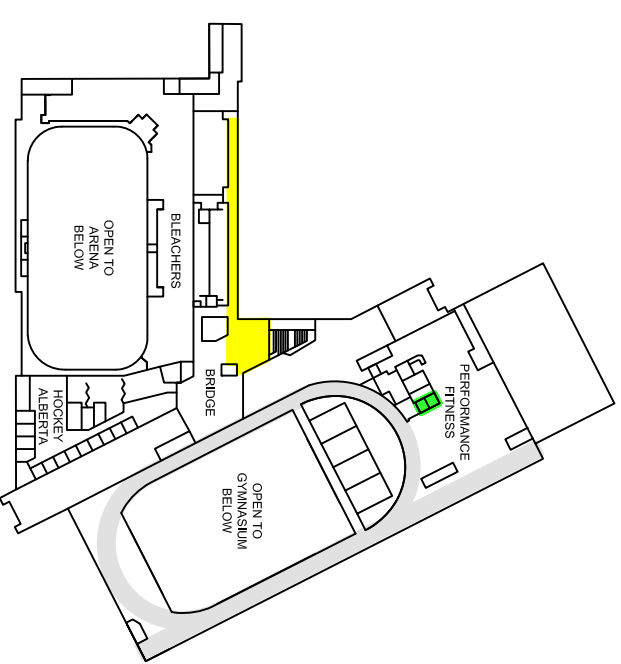 OPEN TO
ARENA
BELOW
BLEACHERS
BRIDGE
HOCKEY
ALBERTA
PERFORMANCE
FITNESS
OPEN TO
GYMNASIUM
BELOW